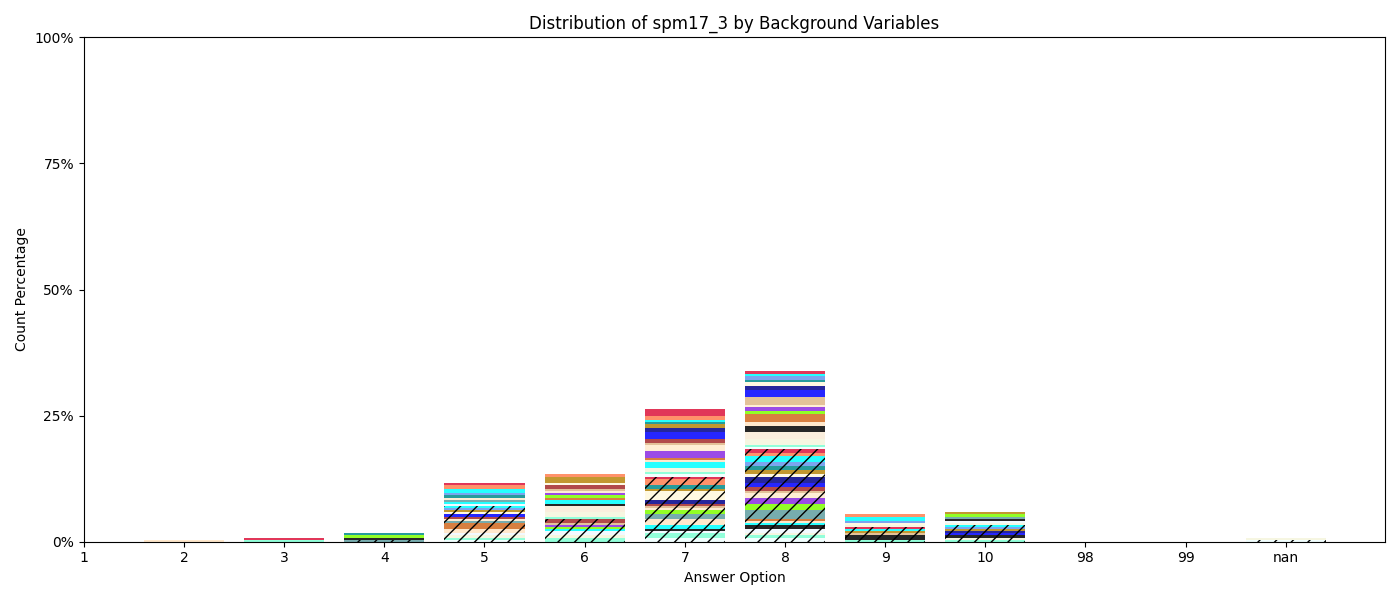 Distribution of spm17_3 by Background Variables
100%
75%
50%
25%
0%
Count Percentage
1 2 3 4 5 6 7 8 9 10 98 99 nan
Answer Option